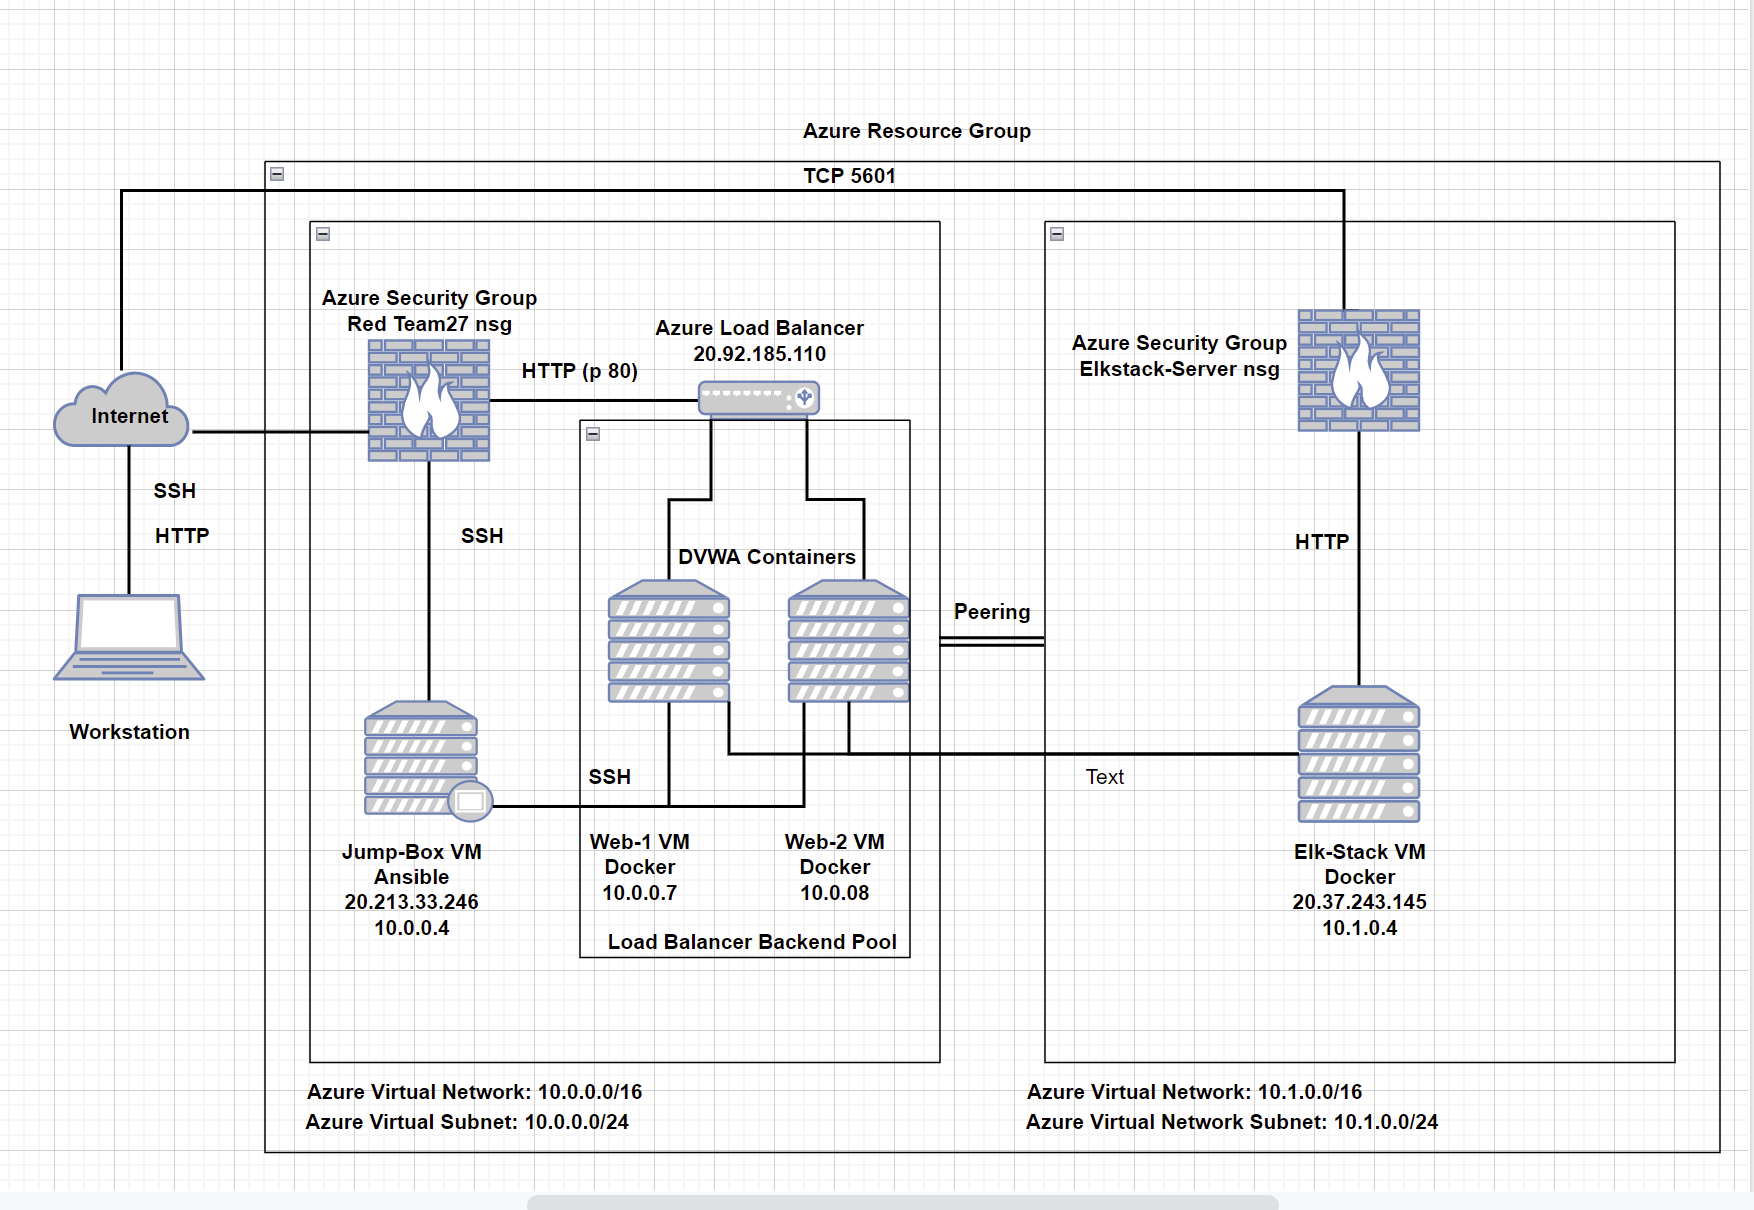 Azure Resource Group
TCP 5601
Azure Security Group
Red Team27 nsg
Azure Load Balancer
20.92.185.110
HTTP (p 80)
Azure Security Group
Elkstack-Server nsg
Internet
SSH
HTTP
SSH
HTTP
DVWA Containers
Peering
Workstation
SSH
Text
Jump-Box VM
Ansible
20.213.33.246
10.0.0.4
Web-1 VM
Docker
10.0.0.7
Web-2 VM
Docker
10.0.08
Elk-Stack VM
Docker
20.37.243.145
10.1.0.4
Load Balancer Backend Pool
Azure Virtual Network: 10.0.0.0/16
Azure Virtual Subnet: 10.0.0.0/24
Azure Virtual Network: 10.1.0.0/16
Azure Virtual Network Subnet: 10.1.0.0/24